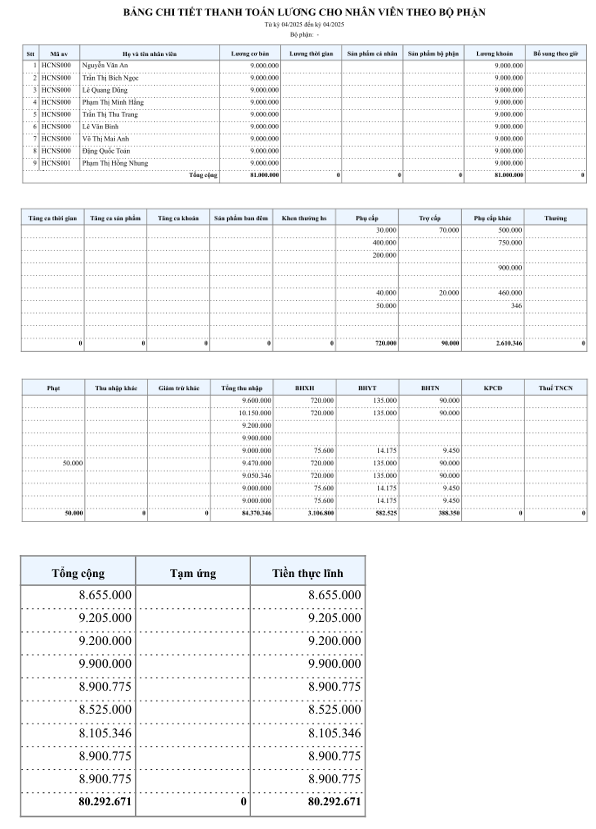 BẢNG CHI TIẾT THANH TOÁN LƯƠNG CHO NHÂN VIÊN THEO BỘ PHẬN
Từ kỳ 04/2025 đến kỳ 04/2025
Bộ phận: -
Stt Mã nv Họ và tên nhân viên Lương cơ bản Lương thời gian Sản phẩm cá nhân Sản phẩm bộ phận Lương khoán Bổ sung theo giờ
1 HCNS000 Nguyễn Văn An 9.000.000 9.000.000
2 HCNS000 Trần Thị Bích Ngọc 9.000.000 9.000.000
3 HCNS000 Lê Quang Dũng 9.000.000 9.000.000
4 HCNS000 Phạm Thị Minh Hằng 9.000.000 9.000.000
5 HCNS000 Trần Thị Thu Trang 9.000.000 9.000.000
6 HCNS000 Lê Văn Bình 9.000.000 9.000.000
7 HCNS000 Võ Thị Mai Anh 9.000.000 9.000.000
8 HCNS000 Đặng Quốc Toàn 9.000.000 9.000.000
9 HCNS001 Phạm Thị Hồng Nhung 9.000.000 9.000.000
Tổng cộng 81.000.000 0 0 0 81.000.000 0
Tăng ca thời gian Tăng ca sản phẩm Tăng ca khoán Sản phẩm ban đêm Khen thưởng hs Phụ cấp Trợ cấp Phụ cấp khác Thưởng
30.000 70.000 500.000
400.000 750.000
200.000
900.000
40.000 20.000 460.000
50.000 346
0 0 0 0 0 720.000 90.000 2.610.346 0
Phạt Thu nhập khác Giảm trừ khác Tổng thu nhập BHXH BHYT BHTN KPCĐ Thuế TNCN
9.600.000 720.000 135.000 90.000
10.150.000 720.000 135.000 90.000
9.200.000
9.900.000
9.000.000 75.600 14.175 9.450
50.000 9.470.000 720.000 135.000 90.000
9.050.346 720.000 135.000 90.000
9.000.000 75.600 14.175 9.450
9.000.000 75.600 14.175 9.450
50.000 0 0 84.370.346 3.106.800 582.525 388.350 0 0
Tổng cộng Tạm ứng Tiền thực lĩnh
8.655.000 8.655.000
9.205.000 9.205.000
9.200.000 9.200.000
9.900.000 9.900.000
8.900.775 8.900.775
8.525.000 8.525.000
8.105.346 8.105.346
8.900.775 8.900.775
8.900.775 8.900.775
80.292.671 0 80.292.671